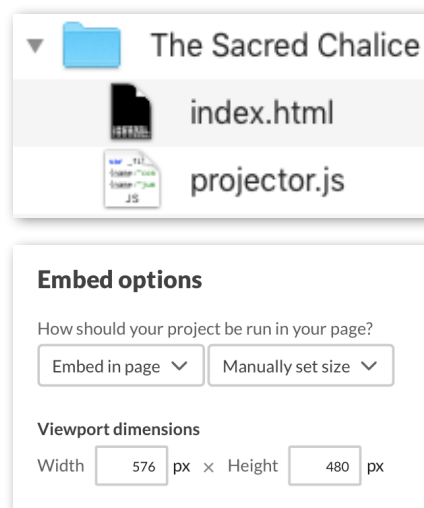 The Sacred Chalice
index.html
JS
projector.js
Embed options
How should your project be run in your page?
Embed in page Manually set size
Viewport dimensions
Width 576 px × Height 480 px